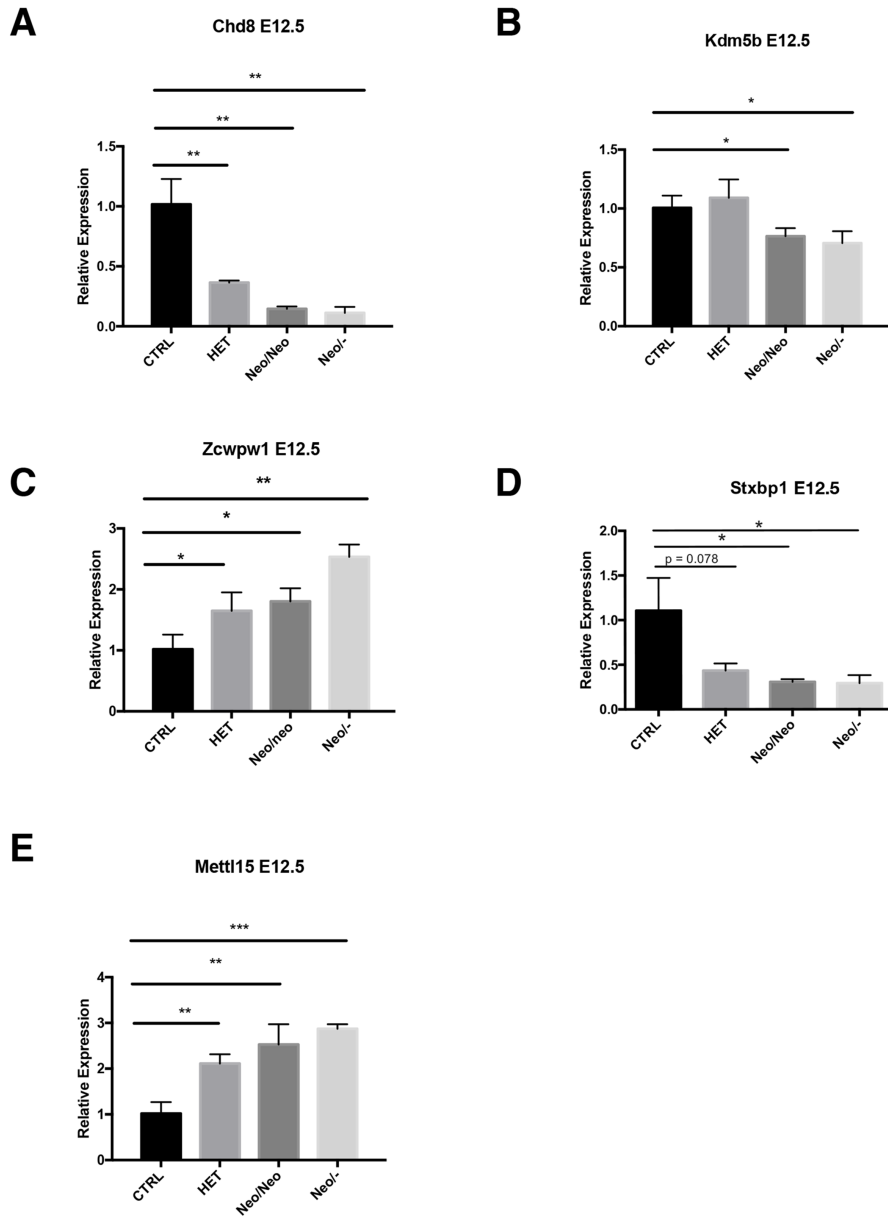 A
Chd8 E12.5
**
**
**
1.5
1.0
0.5
0.0
Relative Expression
CTRL
HET
Neo/Neo
Neo/-
B
Kdm5b E12.5
*
*
1.5
1.0
0.5
0.0
Relative Expression
CTRL
HET
Neo/Neo
Neo/-
C
Zcwpw1 E12.5
**
*
*
3
2
1
0
Relative Expression
CTRL
HET
Neo/neo
Neo/-
D
Stxbp1 E12.5
*
*
p = 0.078
2.0
1.5
1.0
0.5
0.0
Relative Expression
CTRL
HET
Neo/Neo
Neo/-
E
Mettl15 E12.5
***
**
**
4
3
2
1
0
Relative Expression
CTRL
HET
Neo/Neo
Neo/-